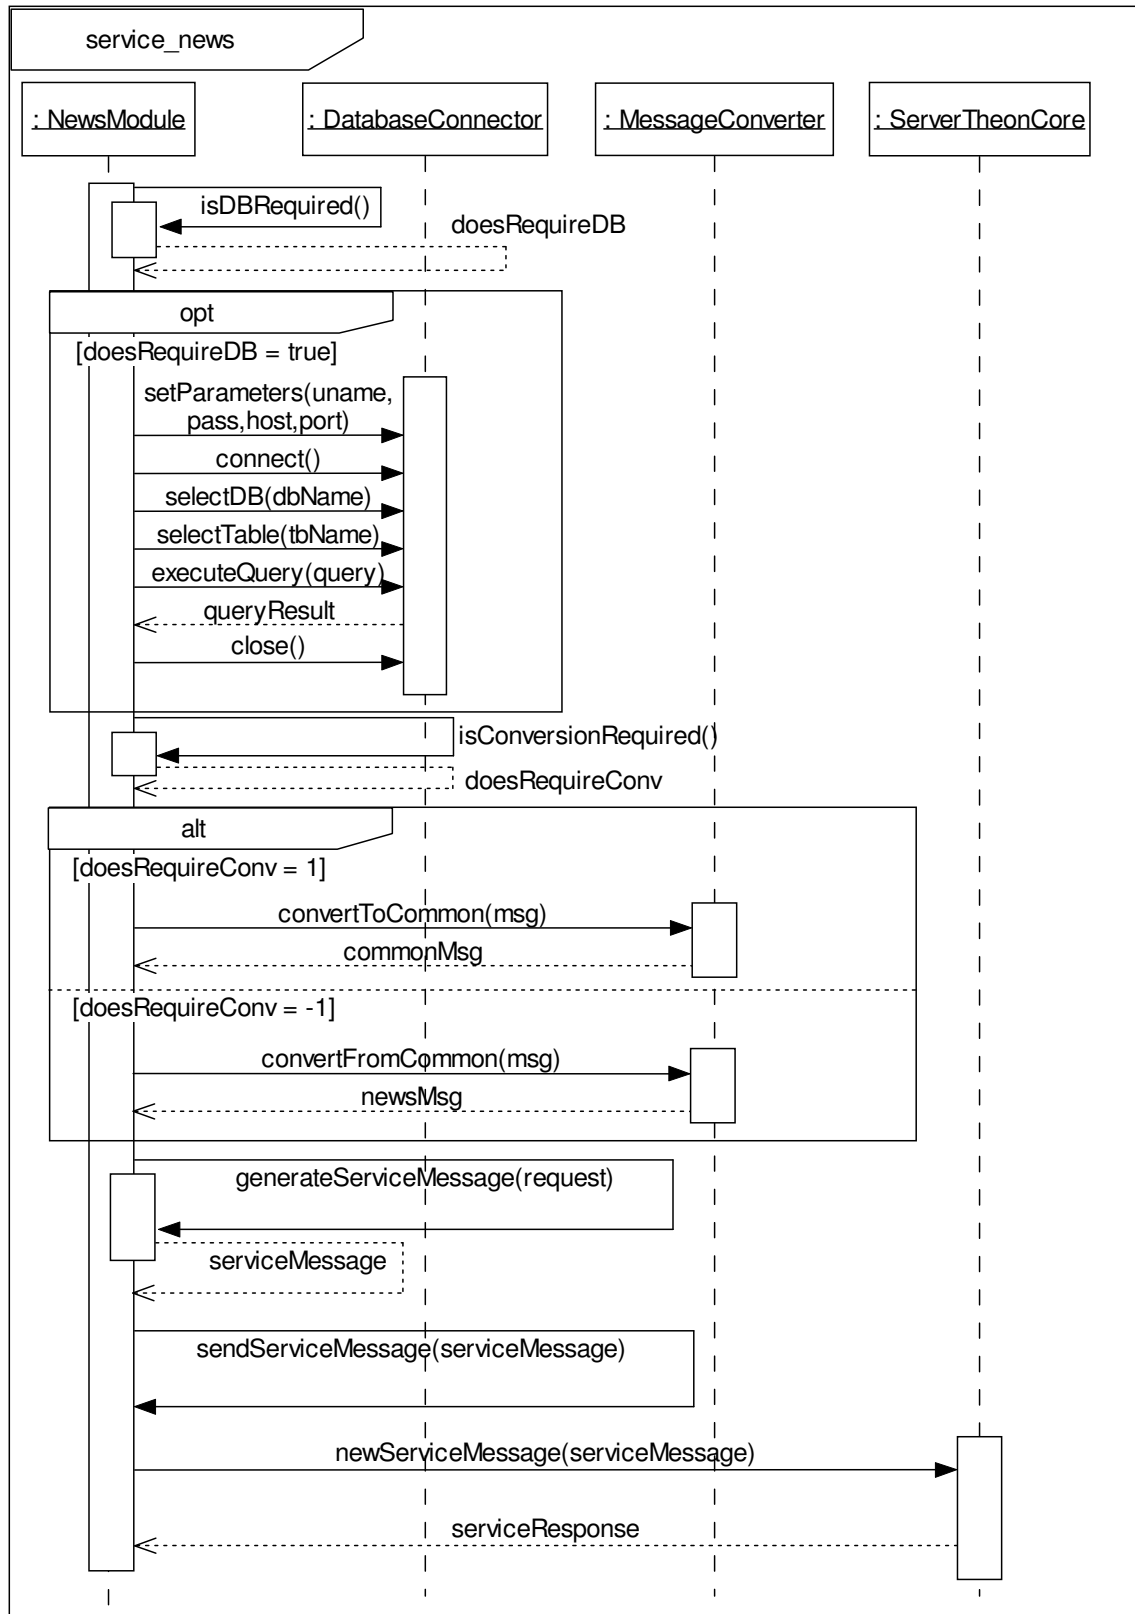 service_news
: NewsModule
: DatabaseConnector
: MessageConverter
: ServerTheonCore
isDBRequired()
doesRequireDB
opt
[doesRequireDB = true]
setParameters(uname,
pass,host,port)
connect()
selectDB(dbName)
selectTable(tbName)
executeQuery(query)
queryResult
close()
isConversionRequired()
doesRequireConv
alt
[doesRequireConv = 1]
convertToCommon(msg)
commonMsg
[doesRequireConv = -1]
convertFromCommon(msg)
newsMsg
generateServiceMessage(request)
serviceMessage
sendServiceMessage(serviceMessage)
newServiceMessage(serviceMessage)
serviceResponse